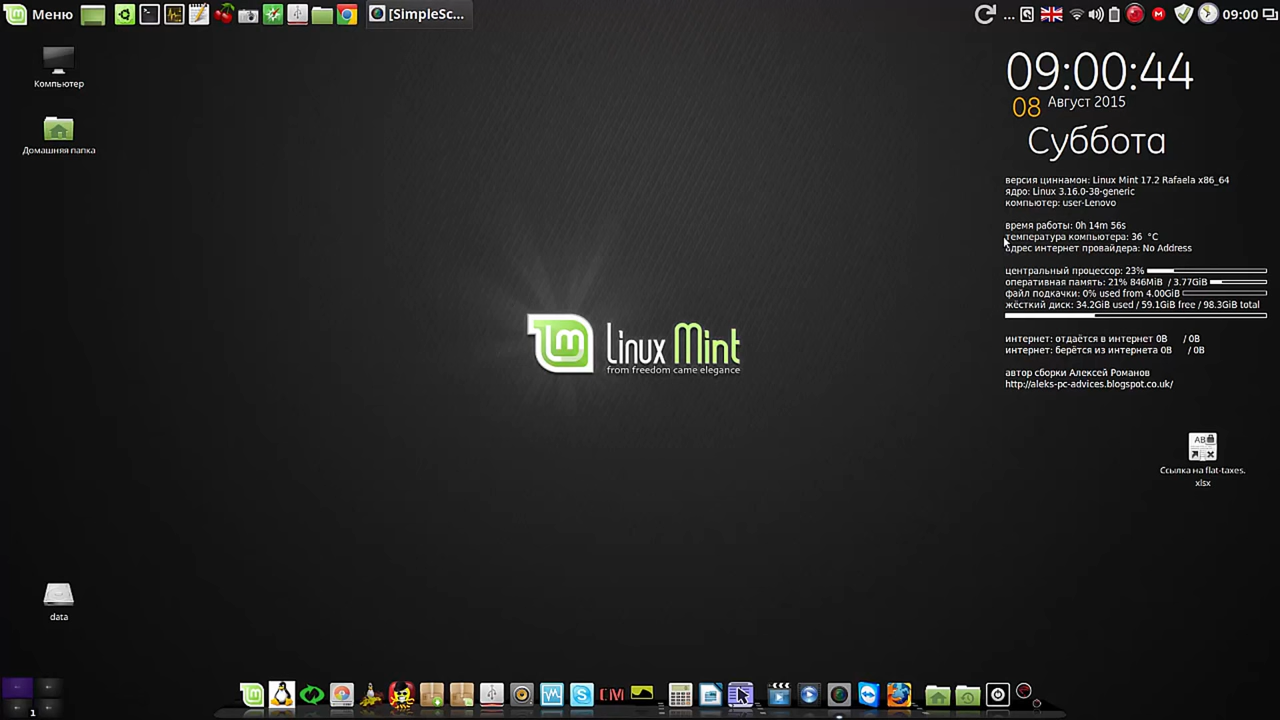 Меню
[SimpleSc...
...
09:00
Компьютер
Домашняя папка
09:00:44
08 Август 2015
Суббота
версия циннамон: Linux Mint 17.2 Rafaela x86_64
ядро: Linux 3.16.0-38-generic
компьютер: user-Lenovo
время работы: 0h 14m 56s
температура компьютера: 36 °C
адрес интернет провайдера: No Address
центральный процессор: 23%
оперативная память: 21% 846MiB / 3.77GiB
файл подкачки: 0% used from 4.00GiB
жёсткий диск: 34.2GiB used / 59.1GiB free / 98.3GiB total
интернет: отдаётся в интернет 0B / 0B
интернет: берётся из интернета 0B / 0B
автор сборки Алексей Романов
http://aleks-pc-advices.blogspot.co.uk/
Linux Mint
from freedom came elegance
Ссылка на flat-taxes.
xlsx
data
1